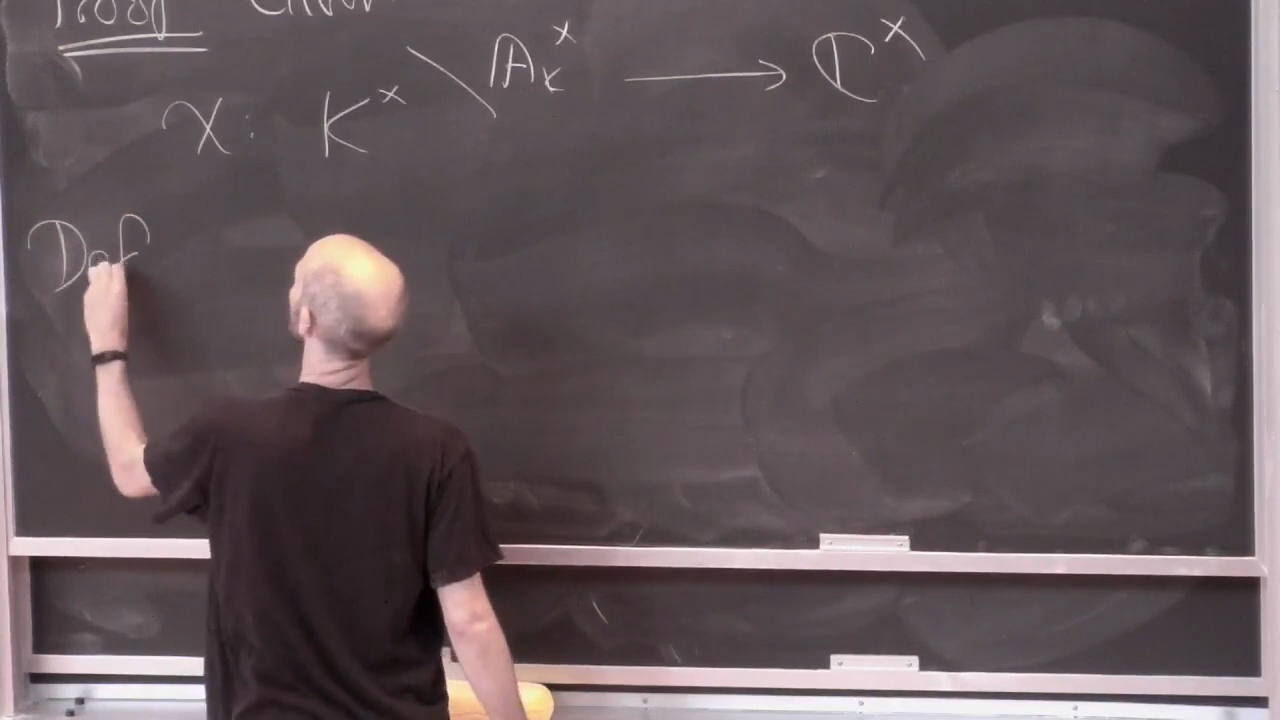 Proof
χ: K^× \ A_K^× ⟶ C^×
Def